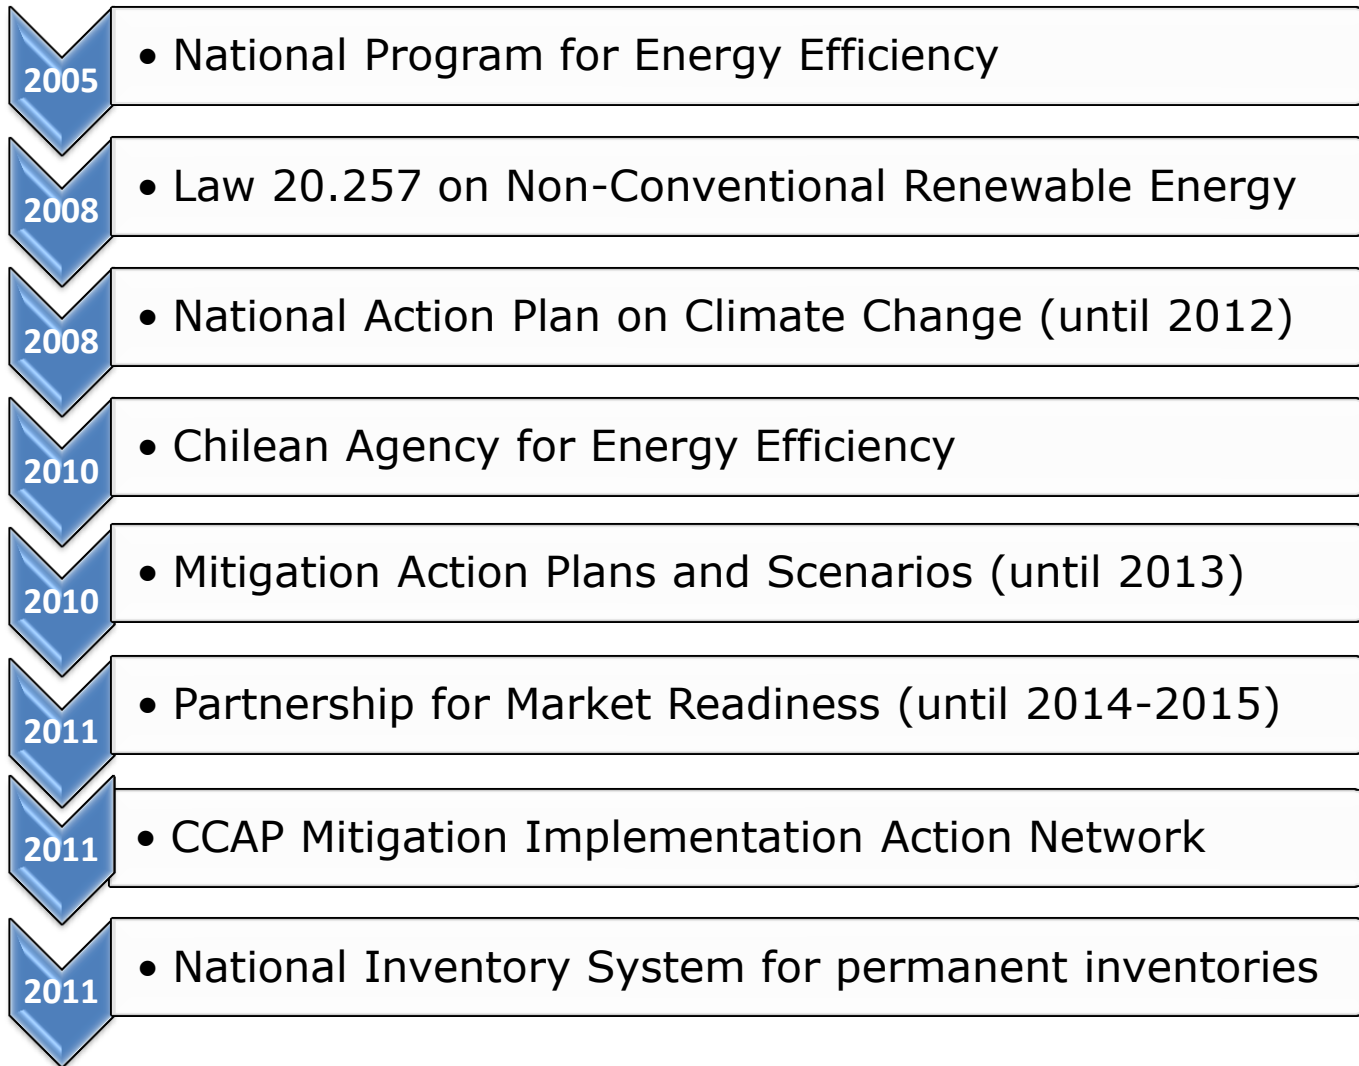 2005
• National Program for Energy Efficiency
2008
• Law 20.257 on Non-Conventional Renewable Energy
2008
• National Action Plan on Climate Change (until 2012)
2010
• Chilean Agency for Energy Efficiency
2010
• Mitigation Action Plans and Scenarios (until 2013)
2011
• Partnership for Market Readiness (until 2014-2015)
2011
• CCAP Mitigation Implementation Action Network
2011
• National Inventory System for permanent inventories